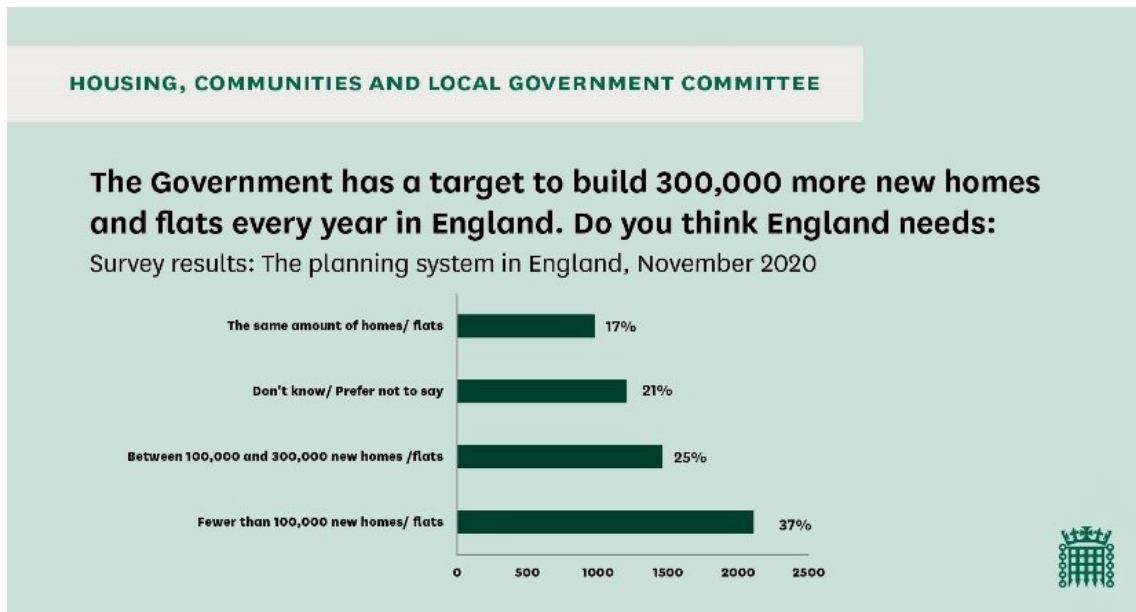 HOUSING, COMMUNITIES AND LOCAL GOVERNMENT COMMITTEE
The Government has a target to build 300,000 more new homes
and flats every year in England. Do you think England needs:
Survey results: The planning system in England, November 2020
The same amount of homes/ flats 17%
Don't know/ Prefer not to say 21%
Between 100,000 and 300,000 new homes /flats 25%
Fewer than 100,000 new homes/ flats 37%
0 500 1000 1500 2000 2500